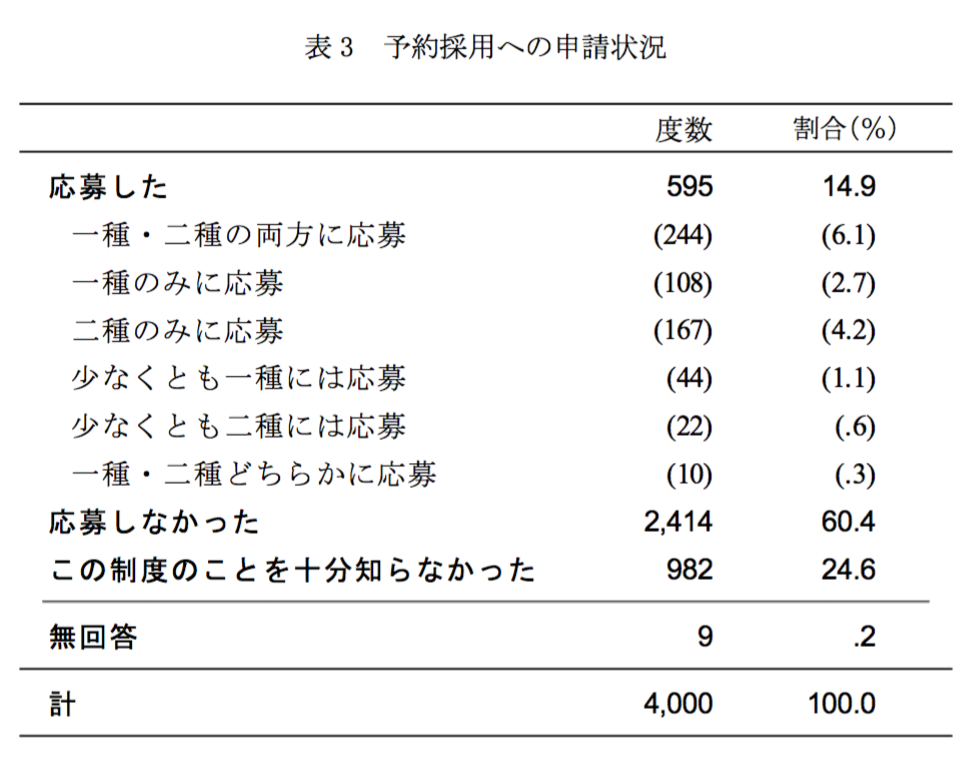 表3 予約採用への申請状況
度数 割合(%)
応募した 595 14.9
一種・二種の両方に応募 (244) (6.1)
一種のみに応募 (108) (2.7)
二種のみに応募 (167) (4.2)
少なくとも一種には応募 (44) (1.1)
少なくとも二種には応募 (22) (.6)
一種・二種どちらかに応募 (10) (.3)
応募しなかった 2,414 60.4
この制度のことを十分知らなかった 982 24.6
無回答 9 .2
計 4,000 100.0